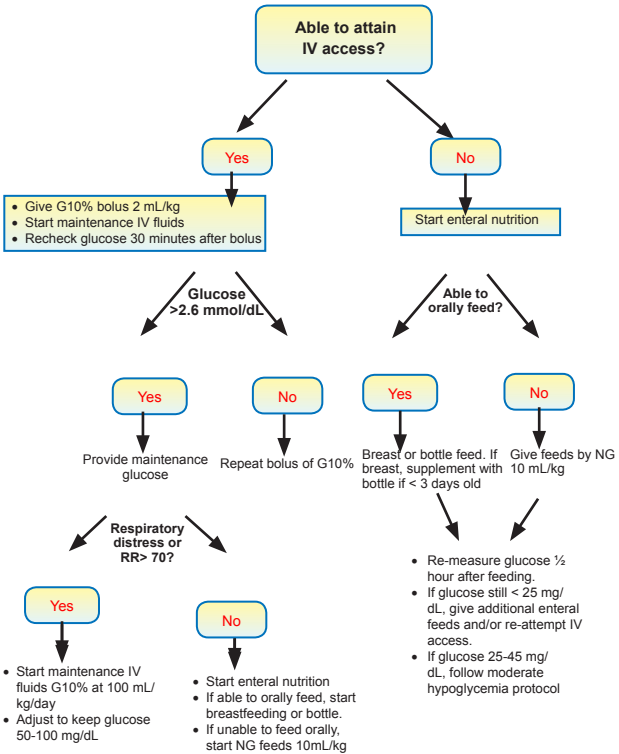 Able to attain
IV access?
Yes
No
• Give G10% bolus 2 mL/kg
• Start maintenance IV fluids
• Recheck glucose 30 minutes after bolus
Start enteral nutrition
Glucose
>2.6 mmol/dL
Able to
orally feed?
Yes
No
Yes
No
Provide maintenance
glucose
Repeat bolus of G10%
Breast or bottle feed. If
breast, supplement with
bottle if < 3 days old
Give feeds by NG
10 mL/kg
Respiratory
distress or
RR> 70?
• Re-measure glucose ½
hour after feeding.
• If glucose still < 25 mg/
dL, give additional enteral
feeds and/or re-attempt IV
access.
• If glucose 25-45 mg/
dL, follow moderate
hypoglycemia protocol
Yes
No
• Start maintenance IV
fluids G10% at 100 mL/
kg/day
• Adjust to keep glucose
50-100 mg/dL
• Start enteral nutrition
• If able to orally feed, start
breastfeeding or bottle.
• If unable to feed orally,
start NG feeds 10mL/kg